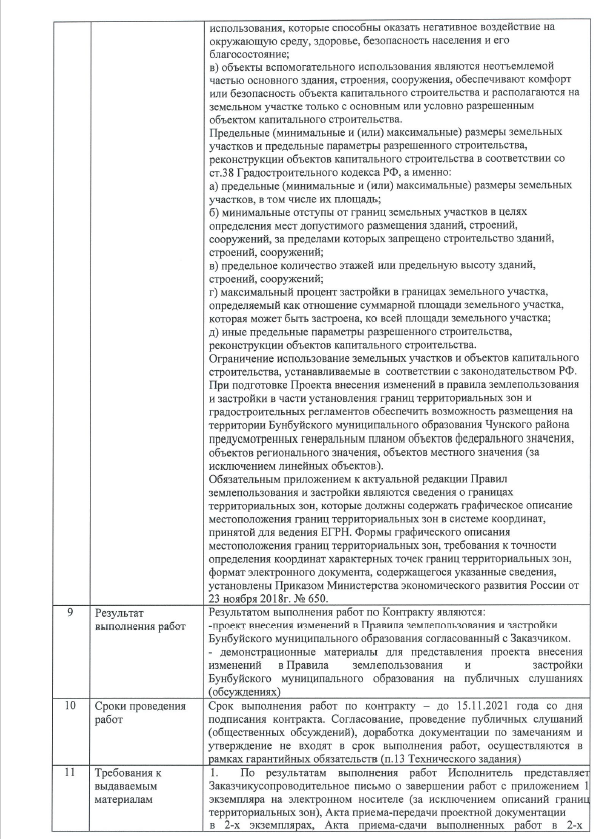 использования, которые способны оказать негативное воздействие на
окружающую среду, здоровье, безопасность населения и его
благосостояние;
в) объекты вспомогательного использования являются неотъемлемой
частью основного здания, строения, сооружения, обеспечивают комфорт
или безопасность объекта капитального строительства и располагаются на
земельном участке только с основным или условно разрешенным
объектом капитального строительства.
Предельные (минимальные и (или) максимальные) размеры земельных
участков и предельные параметры разрешенного строительства,
реконструкции объектов капитального строительства в соответствии со
ст.38 Градостроительного кодекса РФ, а именно:
а) предельные (минимальные и (или) максимальные) размеры земельных
участков, в том числе их площадь;
б) минимальные отступы от границ земельных участков в целях
определения мест допустимого размещения зданий, строений,
сооружений, за пределами которых запрещено строительство зданий,
строений, сооружений;
в) предельное количество этажей или предельную высоту зданий,
строений, сооружений;
г) максимальный процент застройки в границах земельного участка,
определяемый как отношение суммарной площади земельного участка,
которая может быть застроена, ко всей площади земельного участка;
д) иные предельные параметры разрешенного строительства,
реконструкции объектов капитального строительства.
Ограничение использование земельных участков и объектов капитального
строительства, устанавливаемые в соответствии с законодательством РФ.
При подготовке Проекта внесения изменений в правила землепользования
и застройки в части установления границ территориальных зон и
градостроительных регламентов обеспечить возможность размещения на
территории Бунбуйского муниципального образования Чунского района
предусмотренных генеральным планом объектов федерального значения,
объектов регионального значения, объектов местного значения (за
исключением линейных объектов).
Обязательным приложением к актуальной редакции Правил
землепользования и застройки являются сведения о границах
территориальных зон, которые должны содержать графическое описание
местоположения границ территориальных зон в системе координат,
принятой для ведения ЕГРН. Формы графического описания
местоположения границ территориальных зон, требования к точности
определения координат характерных точек границ территориальных зон,
формат электронного документа, содержащего указанные сведения,
установлены Приказом Министерства экономического развития России от
23 ноября 2018г. № 650.
9 Результат выполнения работ
Результатом выполнения работ по Контракту являются:
-проект внесения изменений в Правила землепользования и застройки
Бунбуйского муниципального образования согласованный с Заказчиком.
- демонстрационные материалы для представления проекта внесения
изменений в Правила землепользования и застройки
Бунбуйского муниципального образования на публичных слушаниях
(обсуждениях)
10 Сроки проведения работ
Срок выполнения работ по контракту – до 15.11.2021 года со дня
подписания контракта. Согласование, проведение публичных слушаний
(общественных обсуждений), доработка документации по замечаниям и
утверждение не входят в срок выполнения работ, осуществляются в
рамках гарантийных обязательств (п.13 Технического задания)
11 Требования к выдаваемым материалам
1. По результатам выполнения работ Исполнитель представляет
Заказчикусопроводительное письмо о завершении работ с приложением 1
экземпляра на электронном носителе (за исключением описаний границ
территориальных зон), Акта приема-передачи проектной документации
в 2-х экземплярах, Акта приема-сдачи выполненных работ в 2-х